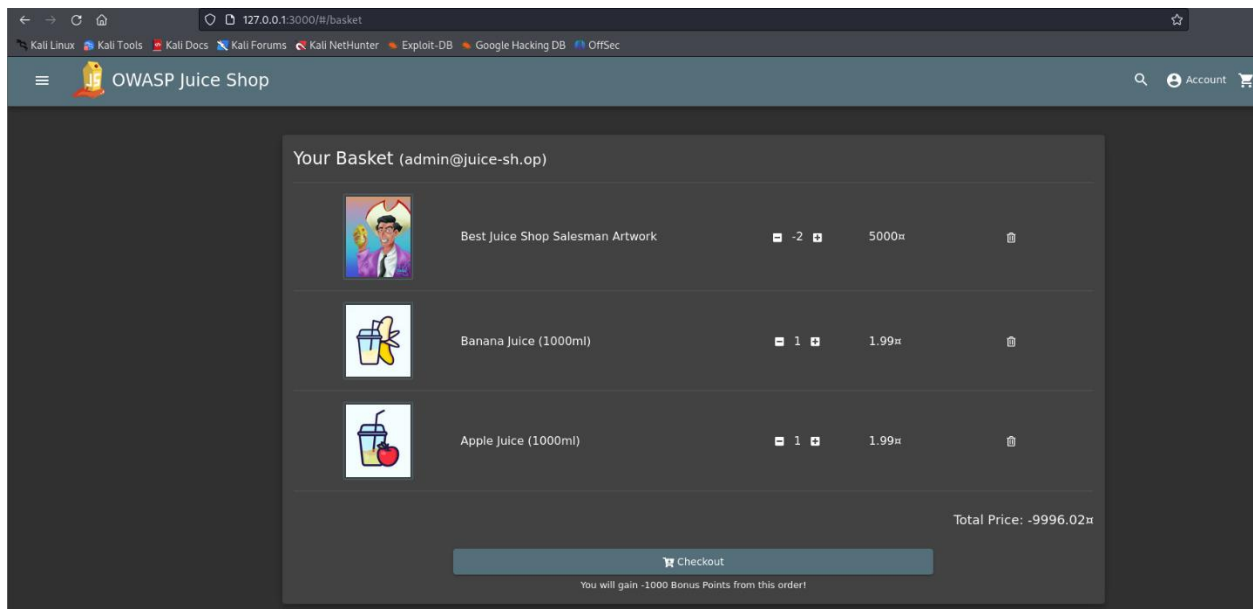 127.0.0.1:3000/#/basket
Kali Linux Kali Tools Kali Docs Kali Forums Kali NetHunter Exploit-DB Google Hacking DB OffSec
JS OWASP Juice Shop Account
Your Basket (admin@juice-sh.op)
Best Juice Shop Salesman Artwork -2 5000¤
Banana Juice (1000ml) 1 1.99¤
Apple Juice (1000ml) 1 1.99¤
Total Price: -9996.02¤
Checkout
You will gain -1000 Bonus Points from this order!